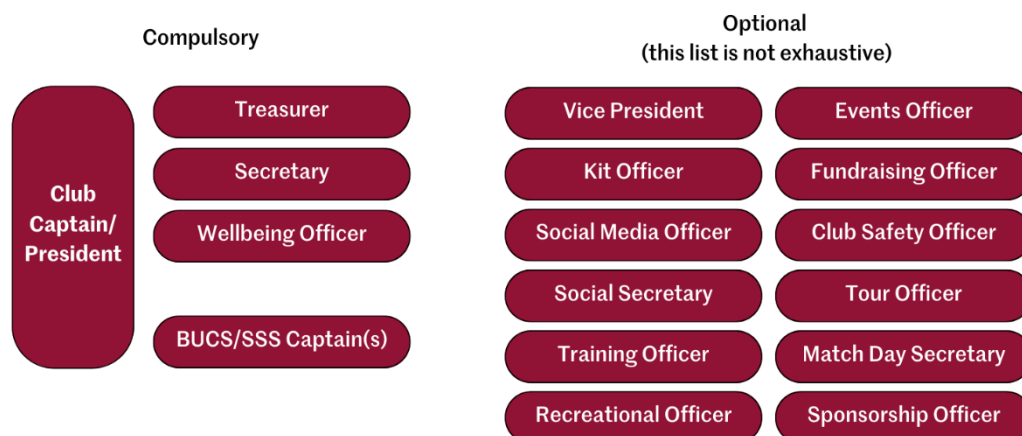 Compulsory
Club
Captain/
President
Treasurer
Secretary
Wellbeing Officer
BUCS/SSS Captain(s)
Optional
(this list is not exhaustive)
Vice President
Events Officer
Kit Officer
Fundraising Officer
Social Media Officer
Club Safety Officer
Social Secretary
Tour Officer
Training Officer
Match Day Secretary
Recreational Officer
Sponsorship Officer